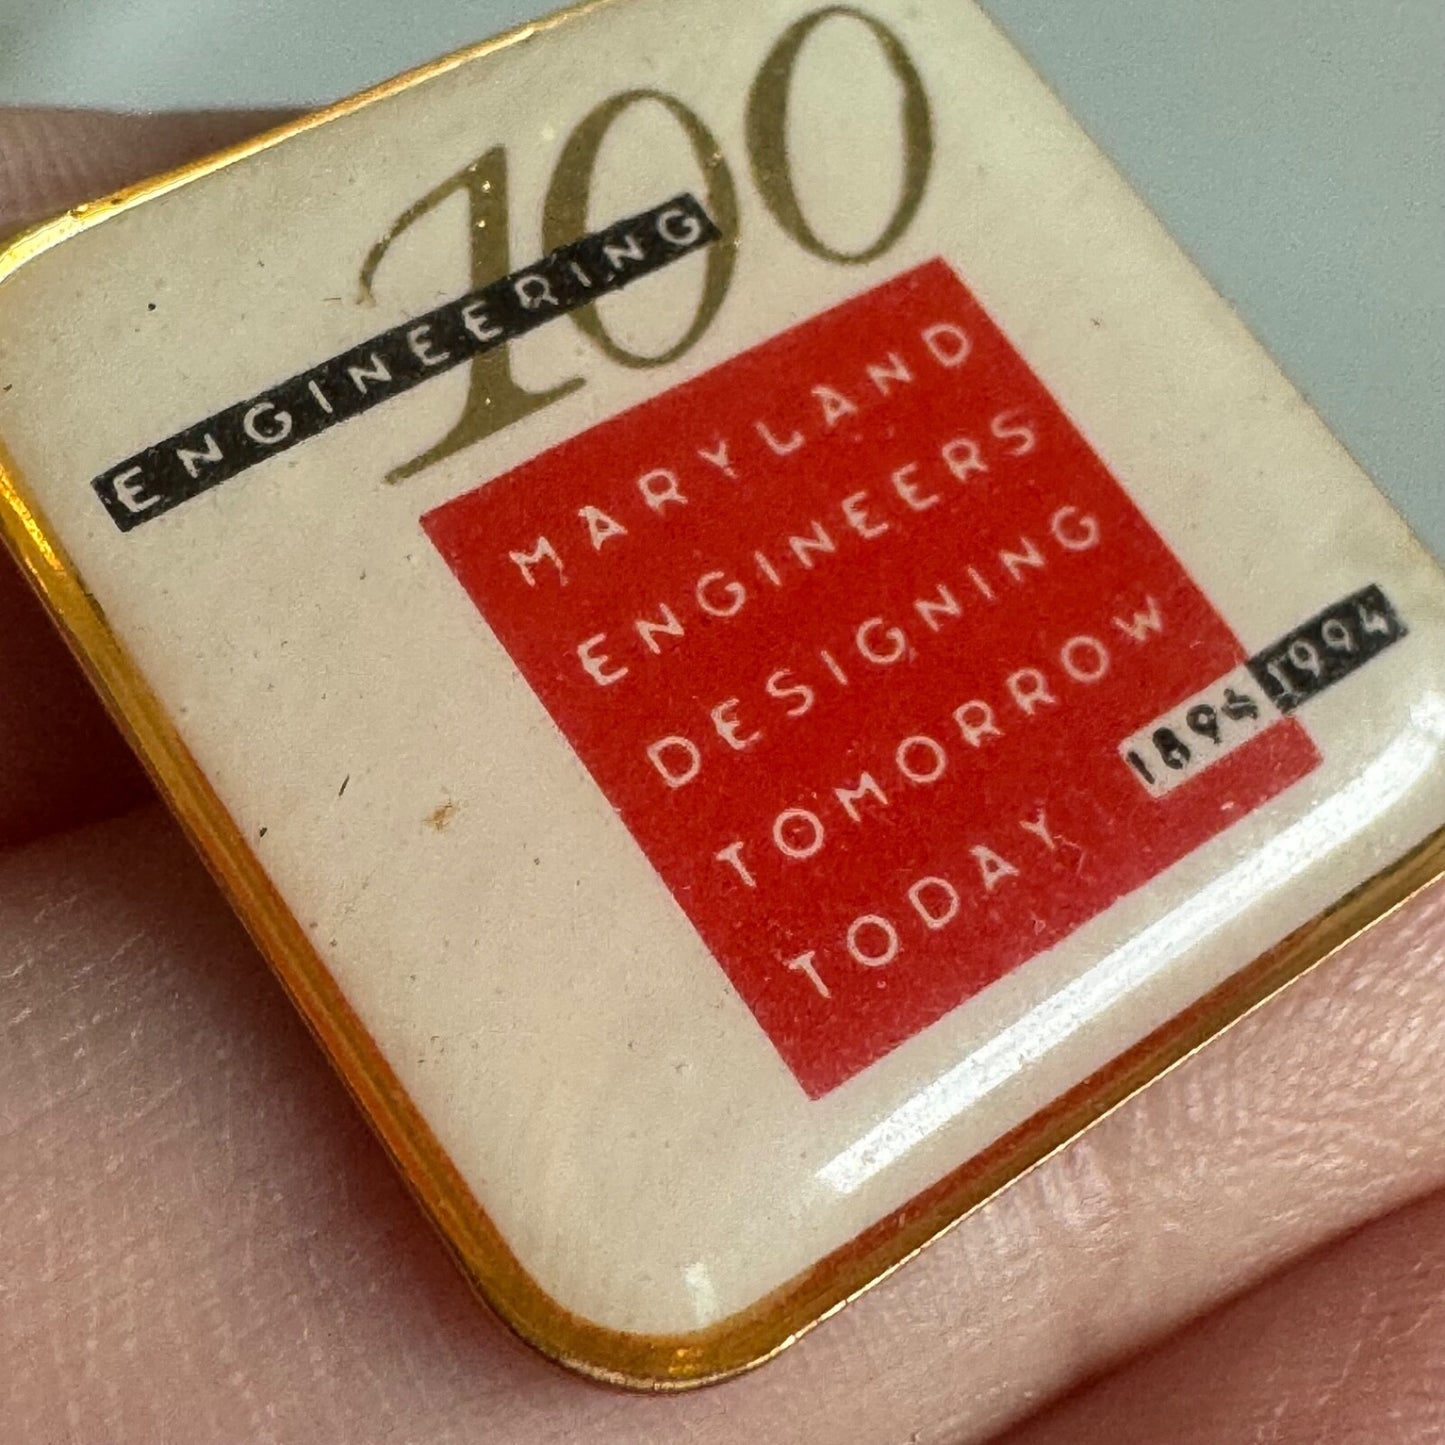 100
ENGINEERING
MARYLAND
ENGINEERS
DESIGNING
TOMORROW
TODAY
1894 1994